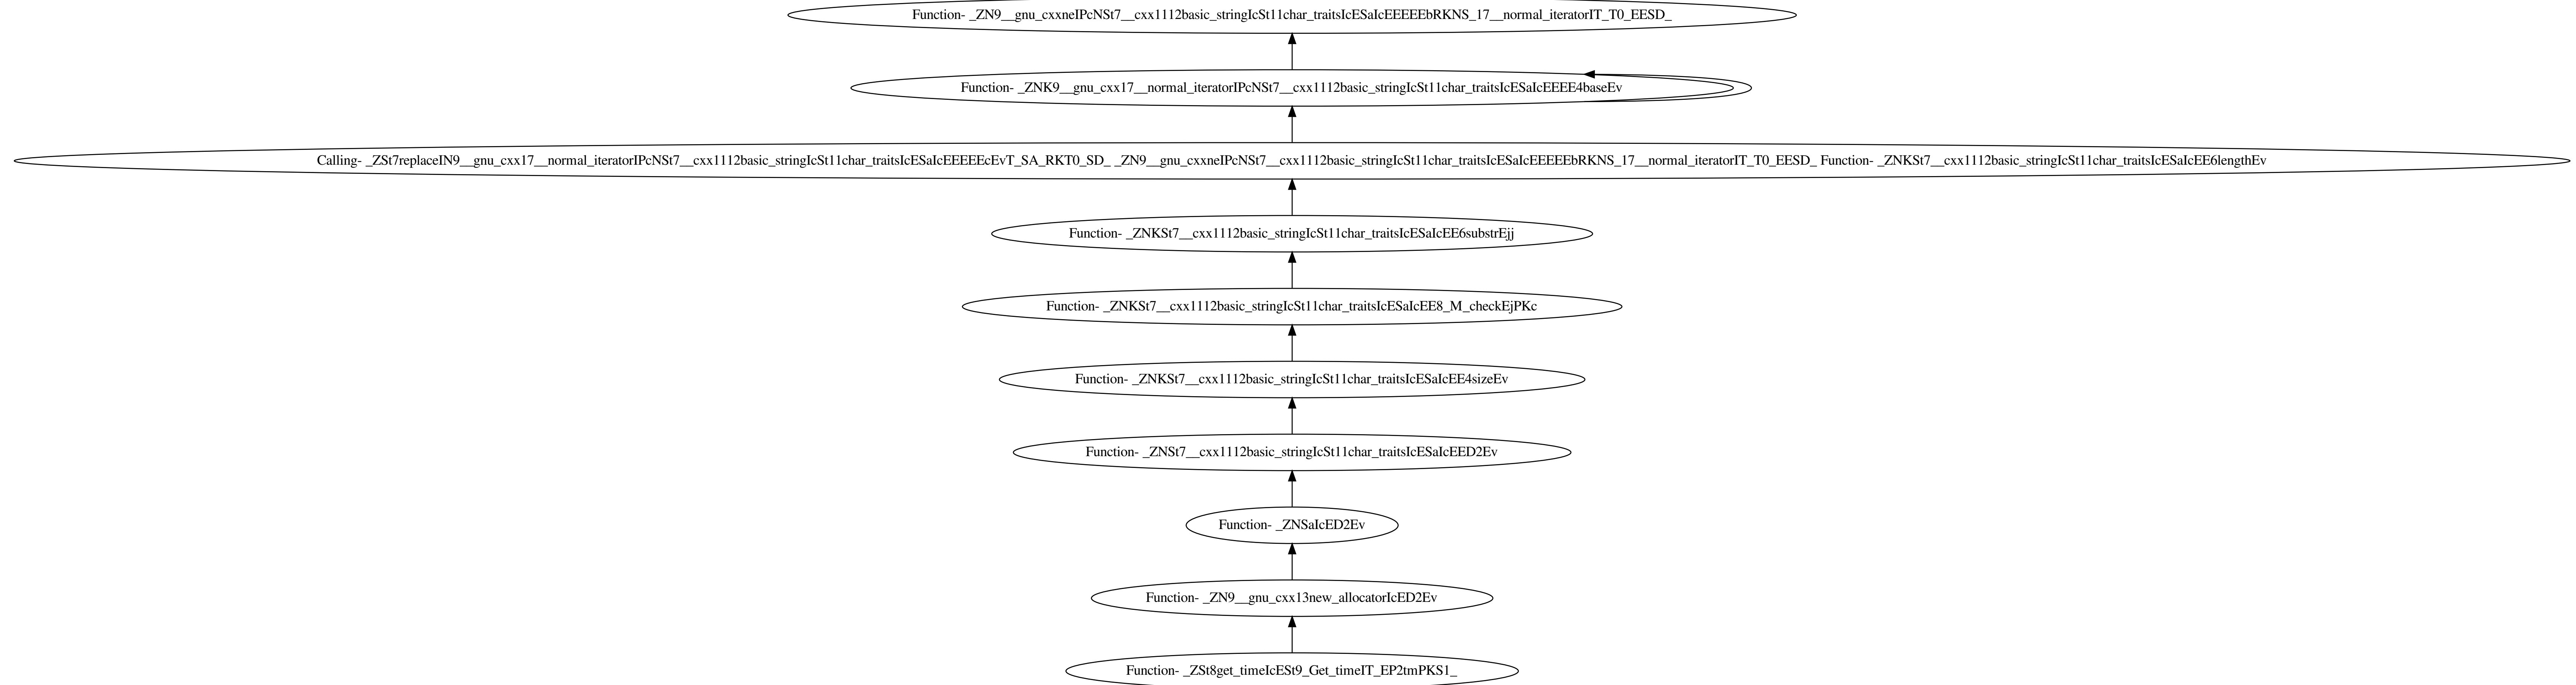 Function- _ZN9__gnu_cxxneIPcNSt7__cxx1112basic_stringIcSt11char_traitsIcESaIcEEEEEbRKNS_17__normal_iteratorIT_T0_EESD_
Function- _ZNK9__gnu_cxx17__normal_iteratorIPcNSt7__cxx1112basic_stringIcSt11char_traitsIcESaIcEEEE4baseEv
Calling- _ZSt7replaceIN9__gnu_cxx17__normal_iteratorIPcNSt7__cxx1112basic_stringIcSt11char_traitsIcESaIcEEEEEcEvT_SA_RKT0_SD_ _ZN9__gnu_cxxneIPcNSt7__cxx1112basic_stringIcSt11char_traitsIcESaIcEEEEEbRKNS_17__normal_iteratorIT_T0_EESD_ Function- _ZNKSt7__cxx1112basic_stringIcSt11char_traitsIcESaIcEE6lengthEv
Function- _ZNKSt7__cxx1112basic_stringIcSt11char_traitsIcESaIcEE6substrEjj
Function- _ZNKSt7__cxx1112basic_stringIcSt11char_traitsIcESaIcEE8_M_checkEjPKc
Function- _ZNKSt7__cxx1112basic_stringIcSt11char_traitsIcESaIcEE4sizeEv
Function- _ZNSt7__cxx1112basic_stringIcSt11char_traitsIcESaIcEED2Ev
Function- _ZNSaIcED2Ev
Function- _ZN9__gnu_cxx13new_allocatorIcED2Ev
Function- _ZSt8get_timeIcESt9_Get_timeIT_EP2tmPKS1_